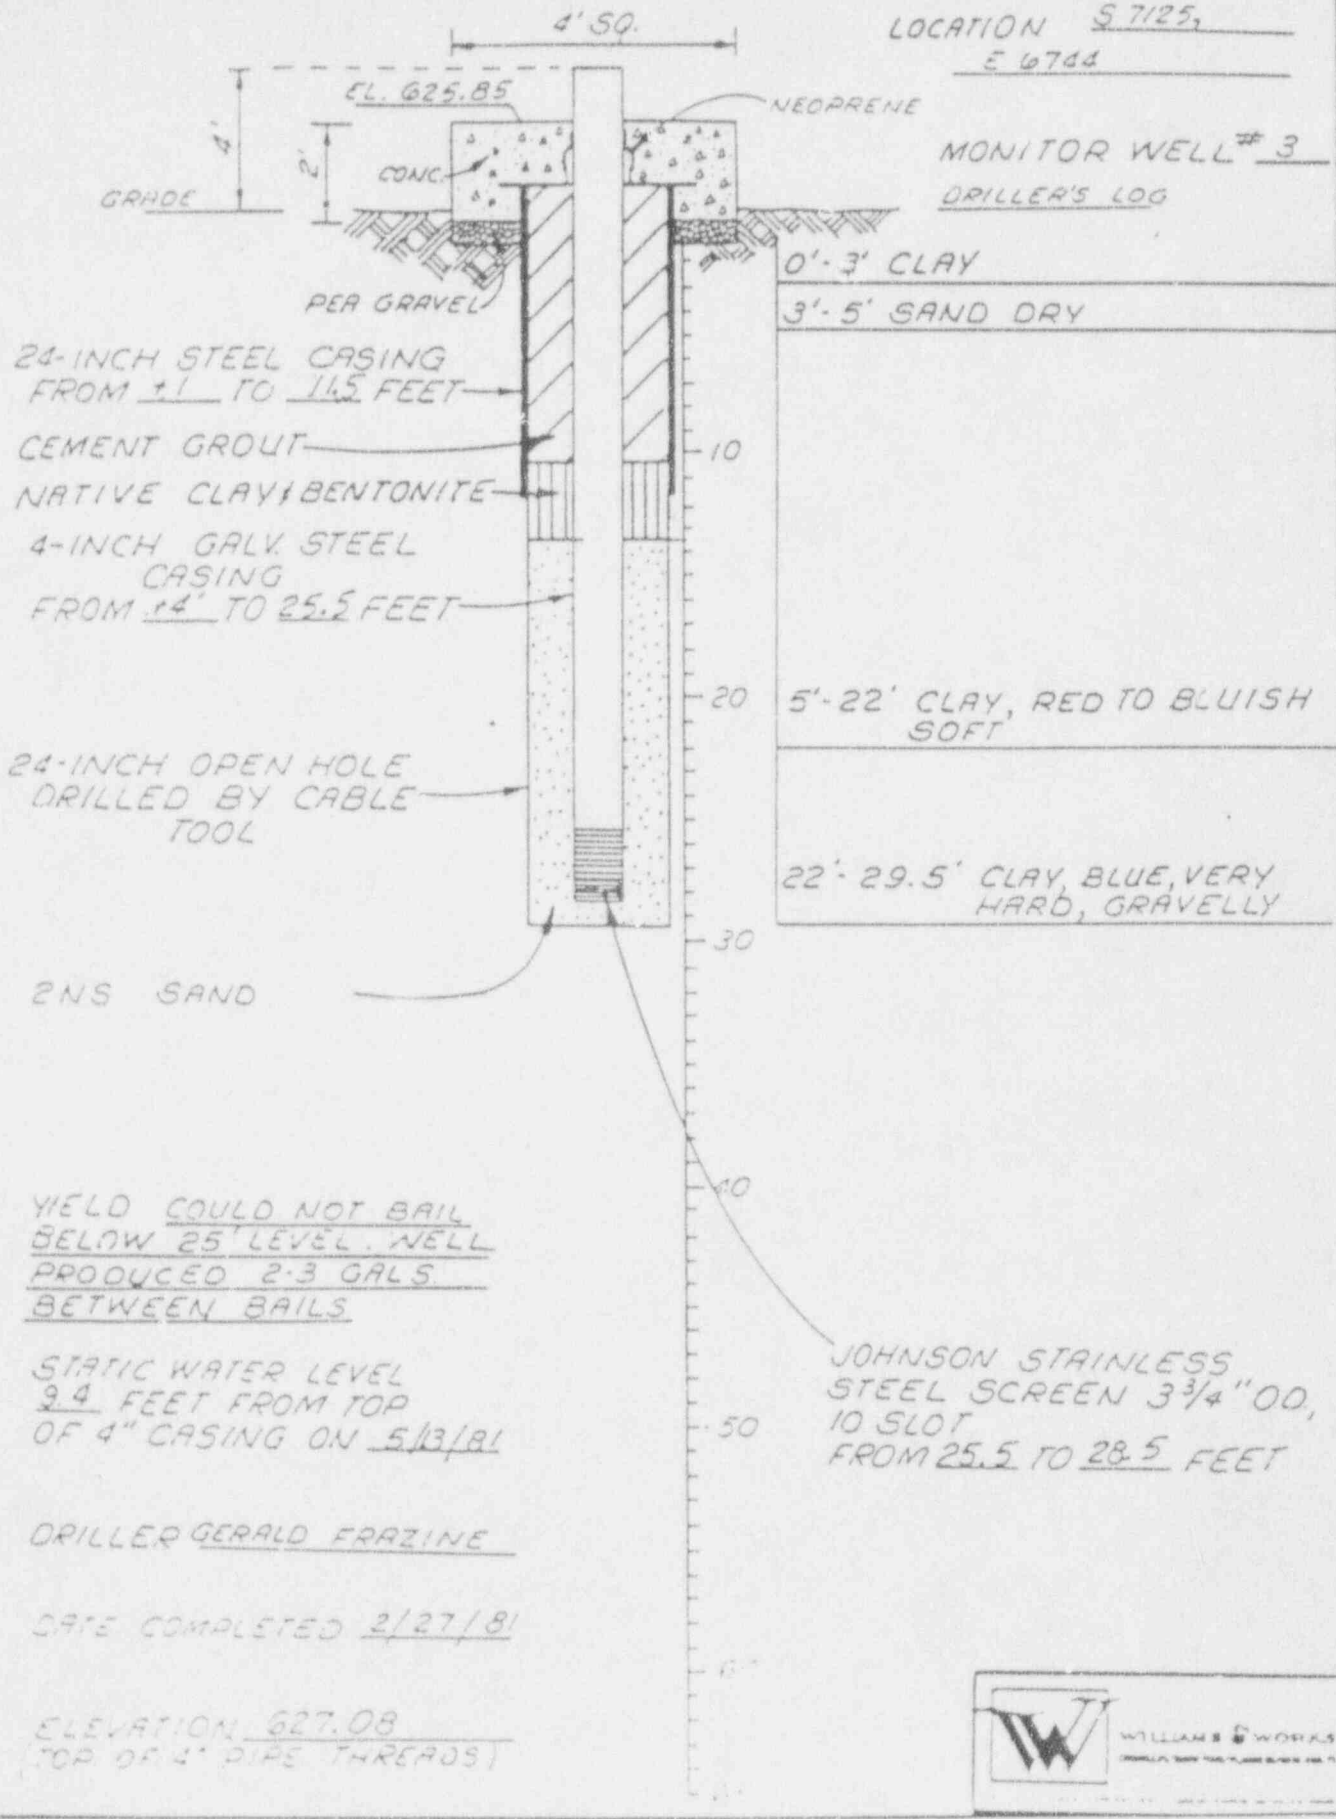 4' SQ.
LOCATION S 7125,
E 6744
EL. 625.85
NEOPRENE
4'
2'
CONC.
MONITOR WELL # 3
GRADE
DRILLER'S LOG
0'-3' CLAY
PEA GRAVEL
3'-5' SAND DRY
24-INCH STEEL CASING
FROM +1 TO 11.5 FEET
CEMENT GROUT
10
NATIVE CLAY & BENTONITE
4-INCH GALV. STEEL
CASING
FROM +4' TO 25.5 FEET
20
5'-22' CLAY, RED TO BLUISH
SOFT
24-INCH OPEN HOLE
DRILLED BY CABLE
TOOL
22'-29.5' CLAY, BLUE, VERY
HARD, GRAVELLY
30
2NS SAND
40
YIELD COULD NOT BAIL
BELOW 25' LEVEL. WELL
PRODUCED 2-3 GALS.
BETWEEN BAILS
STATIC WATER LEVEL
9.4 FEET FROM TOP
OF 4" CASING ON 5/13/81
JOHNSON STAINLESS
STEEL SCREEN 3 3/4" OD,
10 SLOT
FROM 25.5 TO 28.5 FEET
50
DRILLER GERALD FRAZINE
DATE COMPLETED 2/27/81
ELEVATION 627.08
(TOP OF 4" PIPE THREADS)
W
WILLIAMS & WORKS